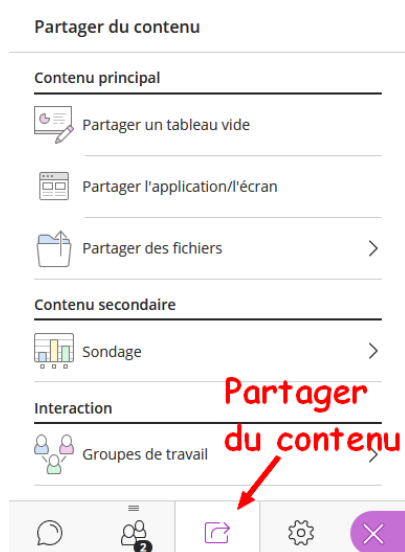 Partager du contenu
Contenu principal
Partager un tableau vide
Partager l'application/l'écran
Partager des fichiers
Contenu secondaire
Sondage
Interaction
Partager
du contenu
Groupes de travail
2